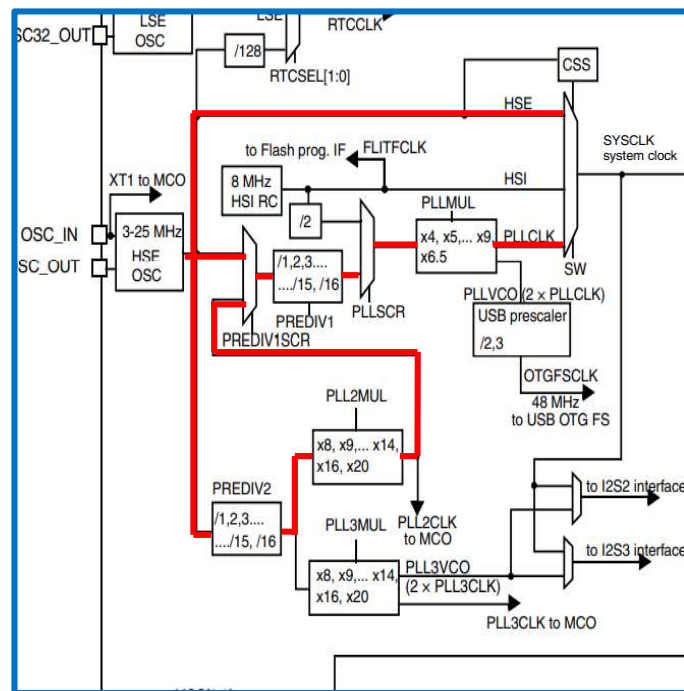 LSE
LSE
OSC
SC32_OUT
RTCCLK
/128
RTCSEL[1:0]
CSS
HSE
to Flash prog. IF
FLITFCLK
SYSCLK
system clock
XT1 to MCO
8 MHz
HSI RC
HSI
/2
PLLMUL
OSC_IN
3-25 MHz
HSE
OSC
SC_OUT
/1,2,3....
..../15, /16
x4, x5,... x9
x6.5
PLLCLK
SW
PREDIV1
PLLSCR
PREDIV1SCR
PLLVCO (2 × PLLCLK)
USB prescaler
/2,3
OTGFSCLK
48 MHz
to USB OTG FS
PLL2MUL
x8, x9,... x14,
x16, x20
PREDIV2
/1,2,3....
..../15, /16
PLL2CLK
to MCO
to I2S2 interface
PLL3MUL
x8, x9,... x14,
x16, x20
PLL3VCO
(2 × PLL3CLK)
to I2S3 interface
PLL3CLK to MCO